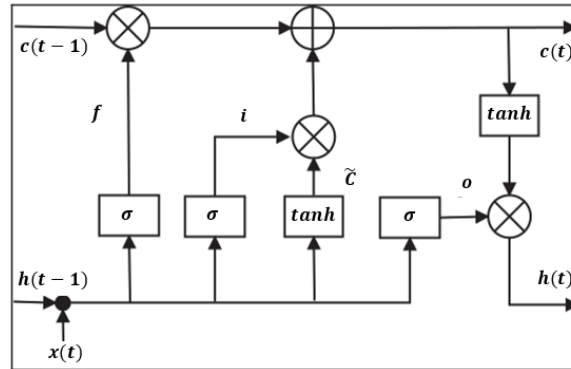 c(t−1)
c(t)
f
i
tanh
C̃
o
σ
σ
tanh
σ
h(t−1)
h(t)
x(t)